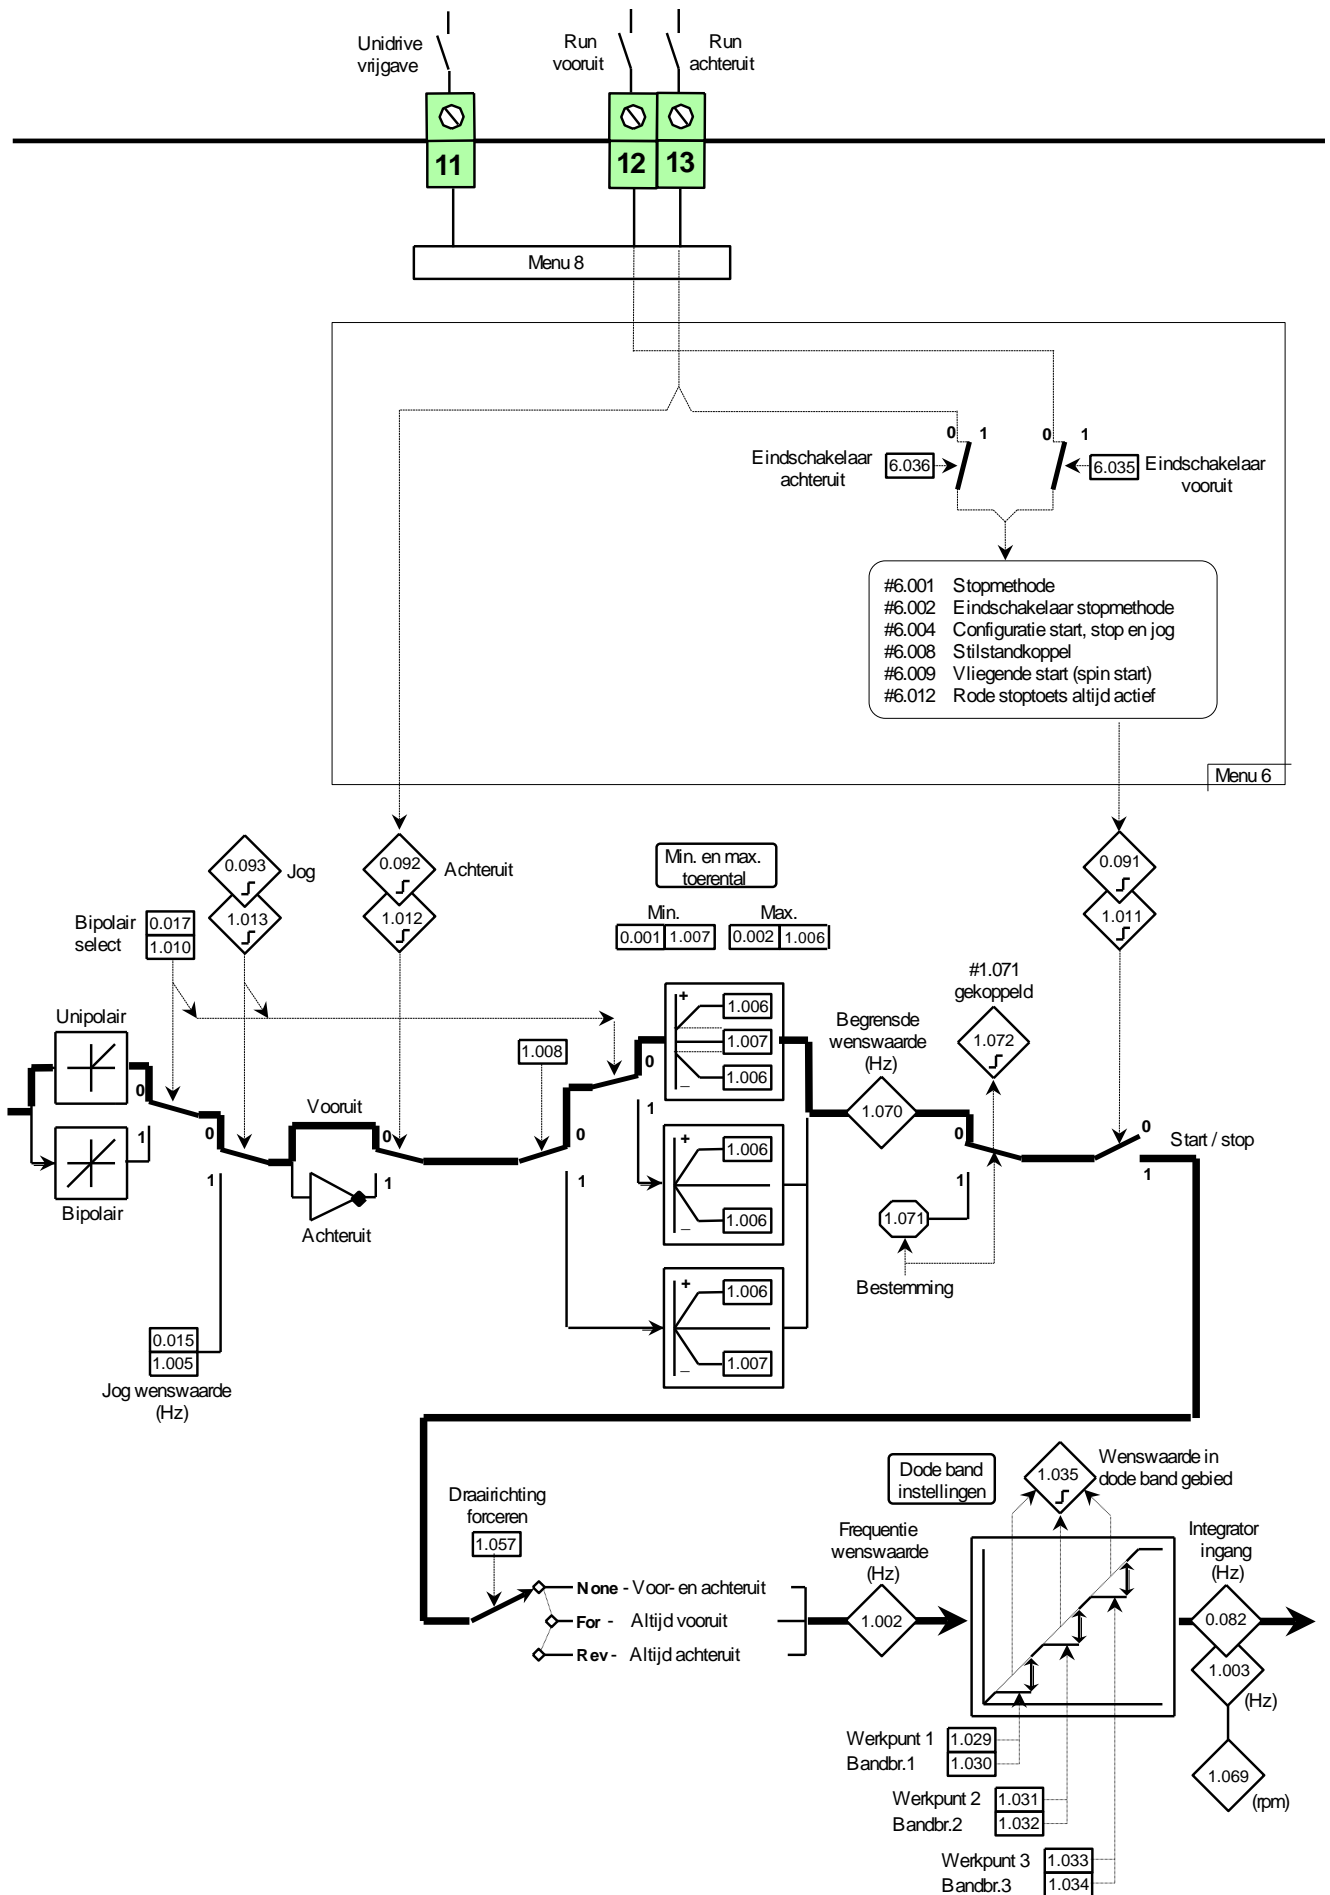 Unidrive
vrijgave
Run
vooruit
Run
achteruit
11
12
13
Menu 8
0
1
0
1
Eindschakelaar
achteruit
6.036
6.035
Eindschakelaar
vooruit
#6.001 Stopmethode
#6.002 Eindschakelaar stopmethode
#6.004 Configuratie start, stop en jog
#6.008 Stilstandkoppel
#6.009 Vliegende start (spin start)
#6.012 Rode stoptoets altijd actief
Menu 6
0.093
1.013
Jog
0.092
1.012
Achteruit
Min. en max.
toerental
Min.
0.001
1.007
Max.
0.002
1.006
0.091
1.011
Bipolair
select
0.017
1.010
#1.071
gekoppeld
1.072
Unipolair
Bipolair
0
1
0
1
Vooruit
Achteruit
0
1
1.008
0
1
0
1
+
1.006
1.007
1.006
_
+
1.006
1.006
_
+
1.006
1.007
_
Begrensde
wenswaarde
(Hz)
1.070
0
1
1.071
Bestemming
0
1
Start / stop
0.015
1.005
Jog wenswaarde
(Hz)
Draairichting
forceren
1.057
None - Voor- en achteruit
For - Altijd vooruit
Rev - Altijd achteruit
Frequentie
wenswaarde
(Hz)
1.002
Dode band
instellingen
1.035
Wenswaarde in
dode band gebied
Integrator
ingang
(Hz)
0.082
1.003
(Hz)
1.069
(rpm)
Werkpunt 1
1.029
Bandbr.1
1.030
Werkpunt 2
1.031
Bandbr.2
1.032
Werkpunt 3
1.033
Bandbr.3
1.034